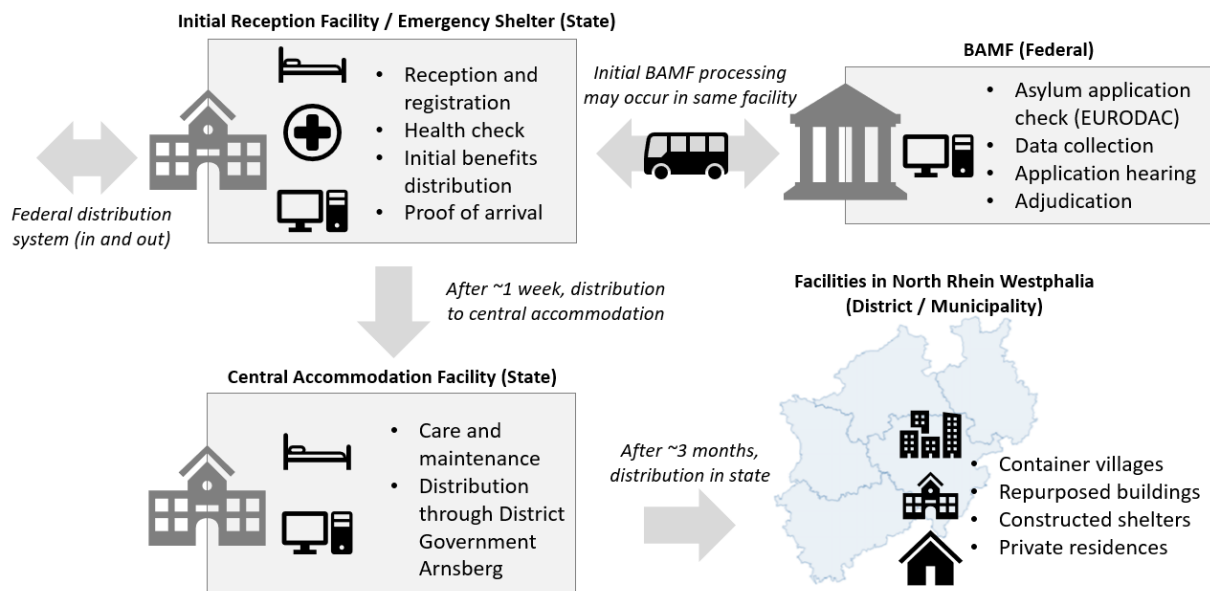 Initial Reception Facility / Emergency Shelter (State)
• Reception and
registration
• Health check
• Initial benefits
distribution
• Proof of arrival
Federal distribution
system (in and out)
Initial BAMF processing
may occur in same facility
BAMF (Federal)
• Asylum application
check (EURODAC)
• Data collection
• Application hearing
• Adjudication
After ~1 week, distribution
to central accommodation
Central Accommodation Facility (State)
• Care and
maintenance
• Distribution
through District
Government
Arnsberg
After ~3 months,
distribution in state
Facilities in North Rhein Westphalia
(District / Municipality)
• Container villages
• Repurposed buildings
• Constructed shelters
• Private residences